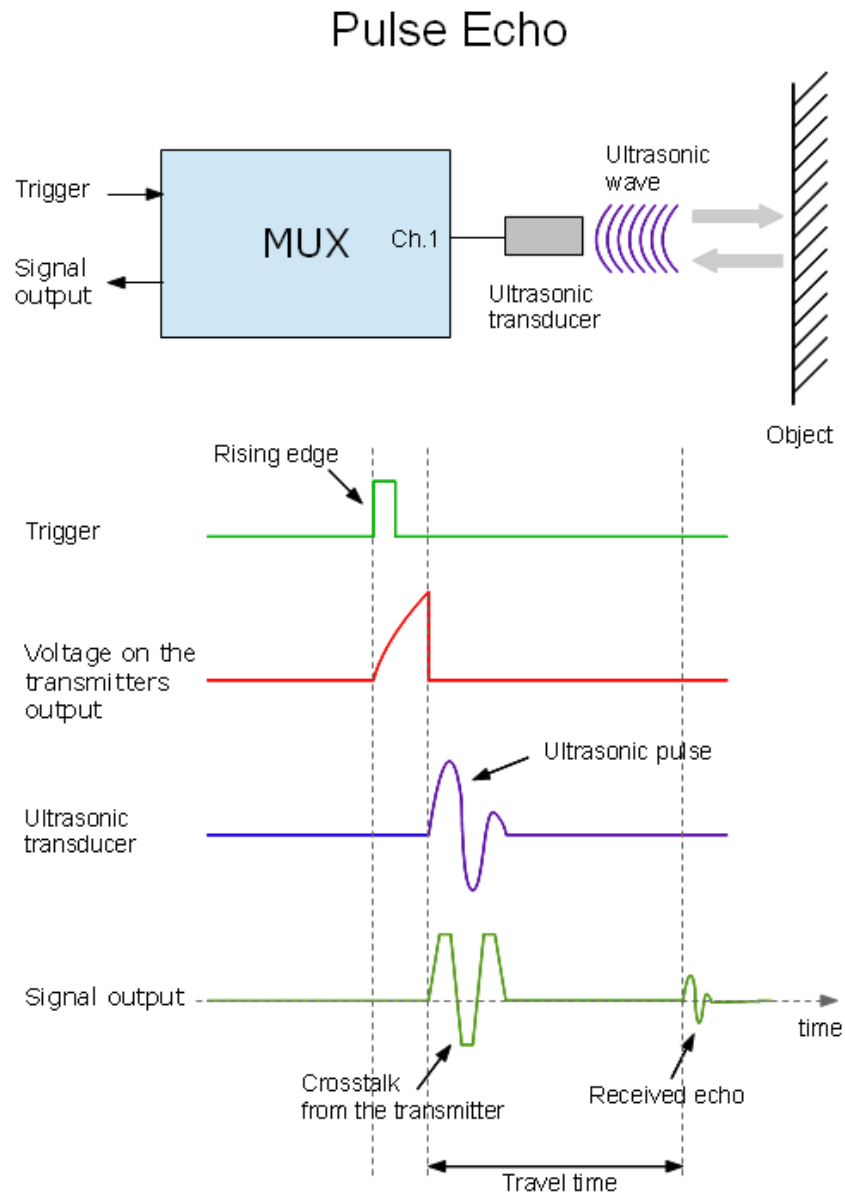 Pulse Echo
Trigger
Signal
output
MUX
Ch.1
Ultrasonic
transducer
Ultrasonic
wave
Object
Rising edge
Trigger
Voltage on the
transmitters
output
Ultrasonic pulse
Ultrasonic
transducer
Signal output
time
Crosstalk
from the transmitter
Received echo
Travel time